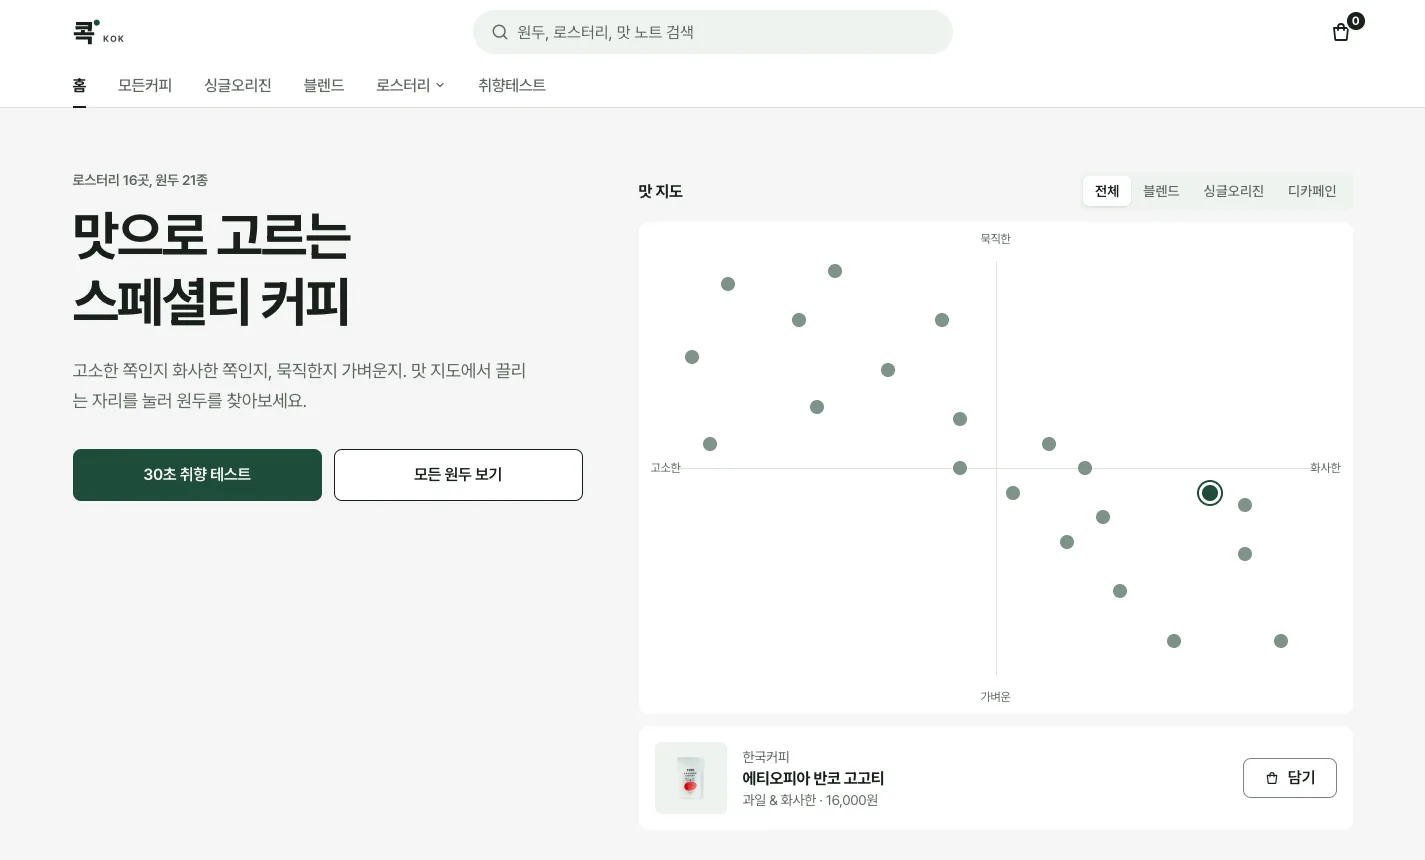 콕 KOK
원두, 로스터리, 맛 노트 검색
0
홈 모든커피 싱글오리진 블렌드 로스터리 취향테스트
로스터리 16곳, 원두 21종
맛으로 고르는
스페셜티 커피
고소한 쪽인지 화사한 쪽인지, 묵직한지 가벼운지. 맛 지도에서 끌리
는 자리를 눌러 원두를 찾아보세요.
30초 취향 테스트
모든 원두 보기
맛 지도
전체 블렌드 싱글오리진 디카페인
묵직한
고소한
화사한
가벼운
한국커피
에티오피아 반코 고고티
과일 & 화사한 · 16,000원
담기